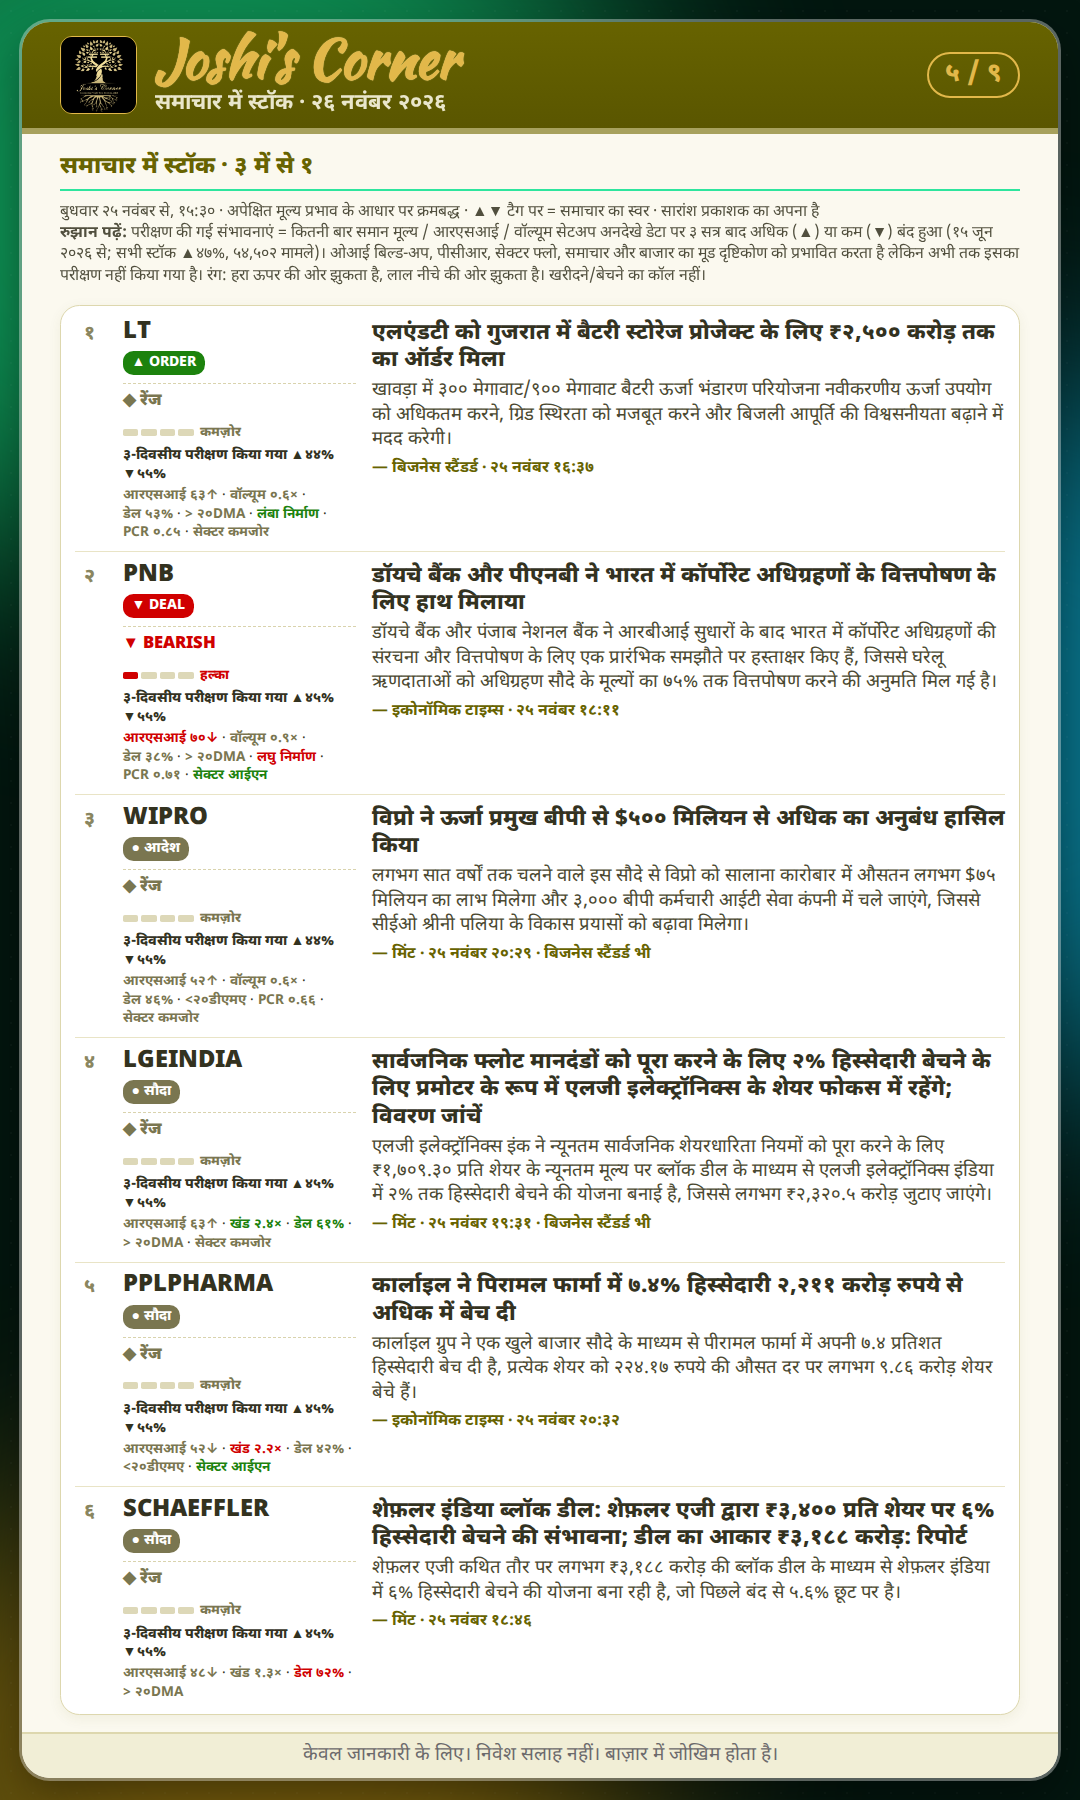 Joshi's Corner
Joshi's Corner
समाचार में स्टॉक · २६ नवंबर २०२६
५ / ९
समाचार में स्टॉक · ३ में से १
बुधवार २५ नवंबर से, १५:३० · अपेक्षित मूल्य प्रभाव के आधार पर क्रमबद्ध · ▲ ▼ टैग पर = समाचार का स्वर · सारांश प्रकाशक का अपना है
रुझान पढ़ें: परीक्षण की गई संभावनाएं = कितनी बार समान मूल्य / आरएसआई / वॉल्यूम सेटअप अनदेखे डेटा पर ३ सत्र बाद अधिक (▲) या कम (▼) बंद हुआ (१५ जून
२०२६ से; सभी स्टॉक ▲४७%, ५४,५०२ मामले)। ओआई बिल्ड-अप, पीसीआर, सेक्टर फ्लो, समाचार और बाजार का मूड दृष्टिकोण को प्रभावित करता है लेकिन अभी तक इसका
परीक्षण नहीं किया गया है। रंग: हरा ऊपर की ओर झुकता है, लाल नीचे की ओर झुकता है। खरीदने/बेचने का कॉल नहीं।
१
LT
▲ ORDER
◆ रेंज
कमज़ोर
३-दिवसीय परीक्षण किया गया ▲४४%
▼५५%
आरएसआई ६३↑ · वॉल्यूम ०.६× ·
डेल ५३% · > २०DMA · लंबा निर्माण ·
PCR ०.८५ · सेक्टर कमजोर
एलएंडटी को गुजरात में बैटरी स्टोरेज प्रोजेक्ट के लिए ₹२,५०० करोड़ तक
का ऑर्डर मिला
खावड़ा में ३०० मेगावाट/९०० मेगावाट बैटरी ऊर्जा भंडारण परियोजना नवीकरणीय ऊर्जा उपयोग
को अधिकतम करने, ग्रिड स्थिरता को मजबूत करने और बिजली आपूर्ति की विश्वसनीयता बढ़ाने में
मदद करेगी।
— बिजनेस स्टैंडर्ड · २५ नवंबर १६:३७
२
PNB
▼ DEAL
▼ BEARISH
हल्का
३-दिवसीय परीक्षण किया गया ▲४५%
▼५५%
आरएसआई ७०↓ · वॉल्यूम ०.९× ·
डेल ३८% · > २०DMA · लघु निर्माण ·
PCR ०.७१ · सेक्टर आईएन
डॉयचे बैंक और पीएनबी ने भारत में कॉर्पोरेट अधिग्रहणों के वित्तपोषण के
लिए हाथ मिलाया
डॉयचे बैंक और पंजाब नेशनल बैंक ने आरबीआई सुधारों के बाद भारत में कॉर्पोरेट अधिग्रहणों की
संरचना और वित्तपोषण के लिए एक प्रारंभिक समझौते पर हस्ताक्षर किए हैं, जिससे घरेलू
ऋणदाताओं को अधिग्रहण सौदे के मूल्यों का ७५% तक वित्तपोषण करने की अनुमति मिल गई है।
— इकोनॉमिक टाइम्स · २५ नवंबर १८:११
३
WIPRO
● आदेश
◆ रेंज
कमज़ोर
३-दिवसीय परीक्षण किया गया ▲४४%
▼५५%
आरएसआई ५२↑ · वॉल्यूम ०.६× ·
डेल ४६% · <२०डीएमए · PCR ०.६६ ·
सेक्टर कमजोर
विप्रो ने ऊर्जा प्रमुख बीपी से $५०० मिलियन से अधिक का अनुबंध हासिल
किया
लगभग सात वर्षों तक चलने वाले इस सौदे से विप्रो को सालाना कारोबार में औसतन लगभग $७५
मिलियन का लाभ मिलेगा और ३,००० बीपी कर्मचारी आईटी सेवा कंपनी में चले जाएंगे, जिससे
सीईओ श्रीनी पलिया के विकास प्रयासों को बढ़ावा मिलेगा।
— मिंट · २५ नवंबर २०:२९ · बिजनेस स्टैंडर्ड भी
४
LGEINDIA
● सौदा
◆ रेंज
कमज़ोर
३-दिवसीय परीक्षण किया गया ▲४५%
▼५५%
आरएसआई ६३↑ · खंड २.४× · डेल ६१% ·
> २०DMA · सेक्टर कमजोर
सार्वजनिक फ्लोट मानदंडों को पूरा करने के लिए २% हिस्सेदारी बेचने के
लिए प्रमोटर के रूप में एलजी इलेक्ट्रॉनिक्स के शेयर फोकस में रहेंगे;
विवरण जांचें
एलजी इलेक्ट्रॉनिक्स इंक ने न्यूनतम सार्वजनिक शेयरधारिता नियमों को पूरा करने के लिए
₹१,७०९.३० प्रति शेयर के न्यूनतम मूल्य पर ब्लॉक डील के माध्यम से एलजी इलेक्ट्रॉनिक्स इंडिया
में २% तक हिस्सेदारी बेचने की योजना बनाई है, जिससे लगभग ₹२,३२०.५ करोड़ जुटाए जाएंगे।
— मिंट · २५ नवंबर १९:३१ · बिजनेस स्टैंडर्ड भी
५
PPLPHARMA
● सौदा
◆ रेंज
कमज़ोर
३-दिवसीय परीक्षण किया गया ▲४५%
▼५५%
आरएसआई ५२↓ · खंड २.२× · डेल ४२% ·
<२०डीएमए · सेक्टर आईएन
कार्लाइल ने पिरामल फार्मा में ७.४% हिस्सेदारी २,२११ करोड़ रुपये से
अधिक में बेच दी
कार्लाइल ग्रुप ने एक खुले बाजार सौदे के माध्यम से पीरामल फार्मा में अपनी ७.४ प्रतिशत
हिस्सेदारी बेच दी है, प्रत्येक शेयर को २२४.१७ रुपये की औसत दर पर लगभग ९.८६ करोड़ शेयर
बेचे हैं।
— इकोनॉमिक टाइम्स · २५ नवंबर २०:३२
६
SCHAEFFLER
● सौदा
◆ रेंज
कमज़ोर
३-दिवसीय परीक्षण किया गया ▲४५%
▼५५%
आरएसआई ४८↓ · खंड १.३× · डेल ७२% ·
> २०DMA
शेफ़लर इंडिया ब्लॉक डील: शेफ़लर एजी द्वारा ₹३,४०० प्रति शेयर पर ६%
हिस्सेदारी बेचने की संभावना; डील का आकार ₹३,१८८ करोड़: रिपोर्ट
शेफ़लर एजी कथित तौर पर लगभग ₹३,१८८ करोड़ की ब्लॉक डील के माध्यम से शेफ़लर इंडिया
में ६% हिस्सेदारी बेचने की योजना बना रही है, जो पिछले बंद से ५.६% छूट पर है।
— मिंट · २५ नवंबर १८:४६
केवल जानकारी के लिए। निवेश सलाह नहीं। बाज़ार में जोखिम होता है।